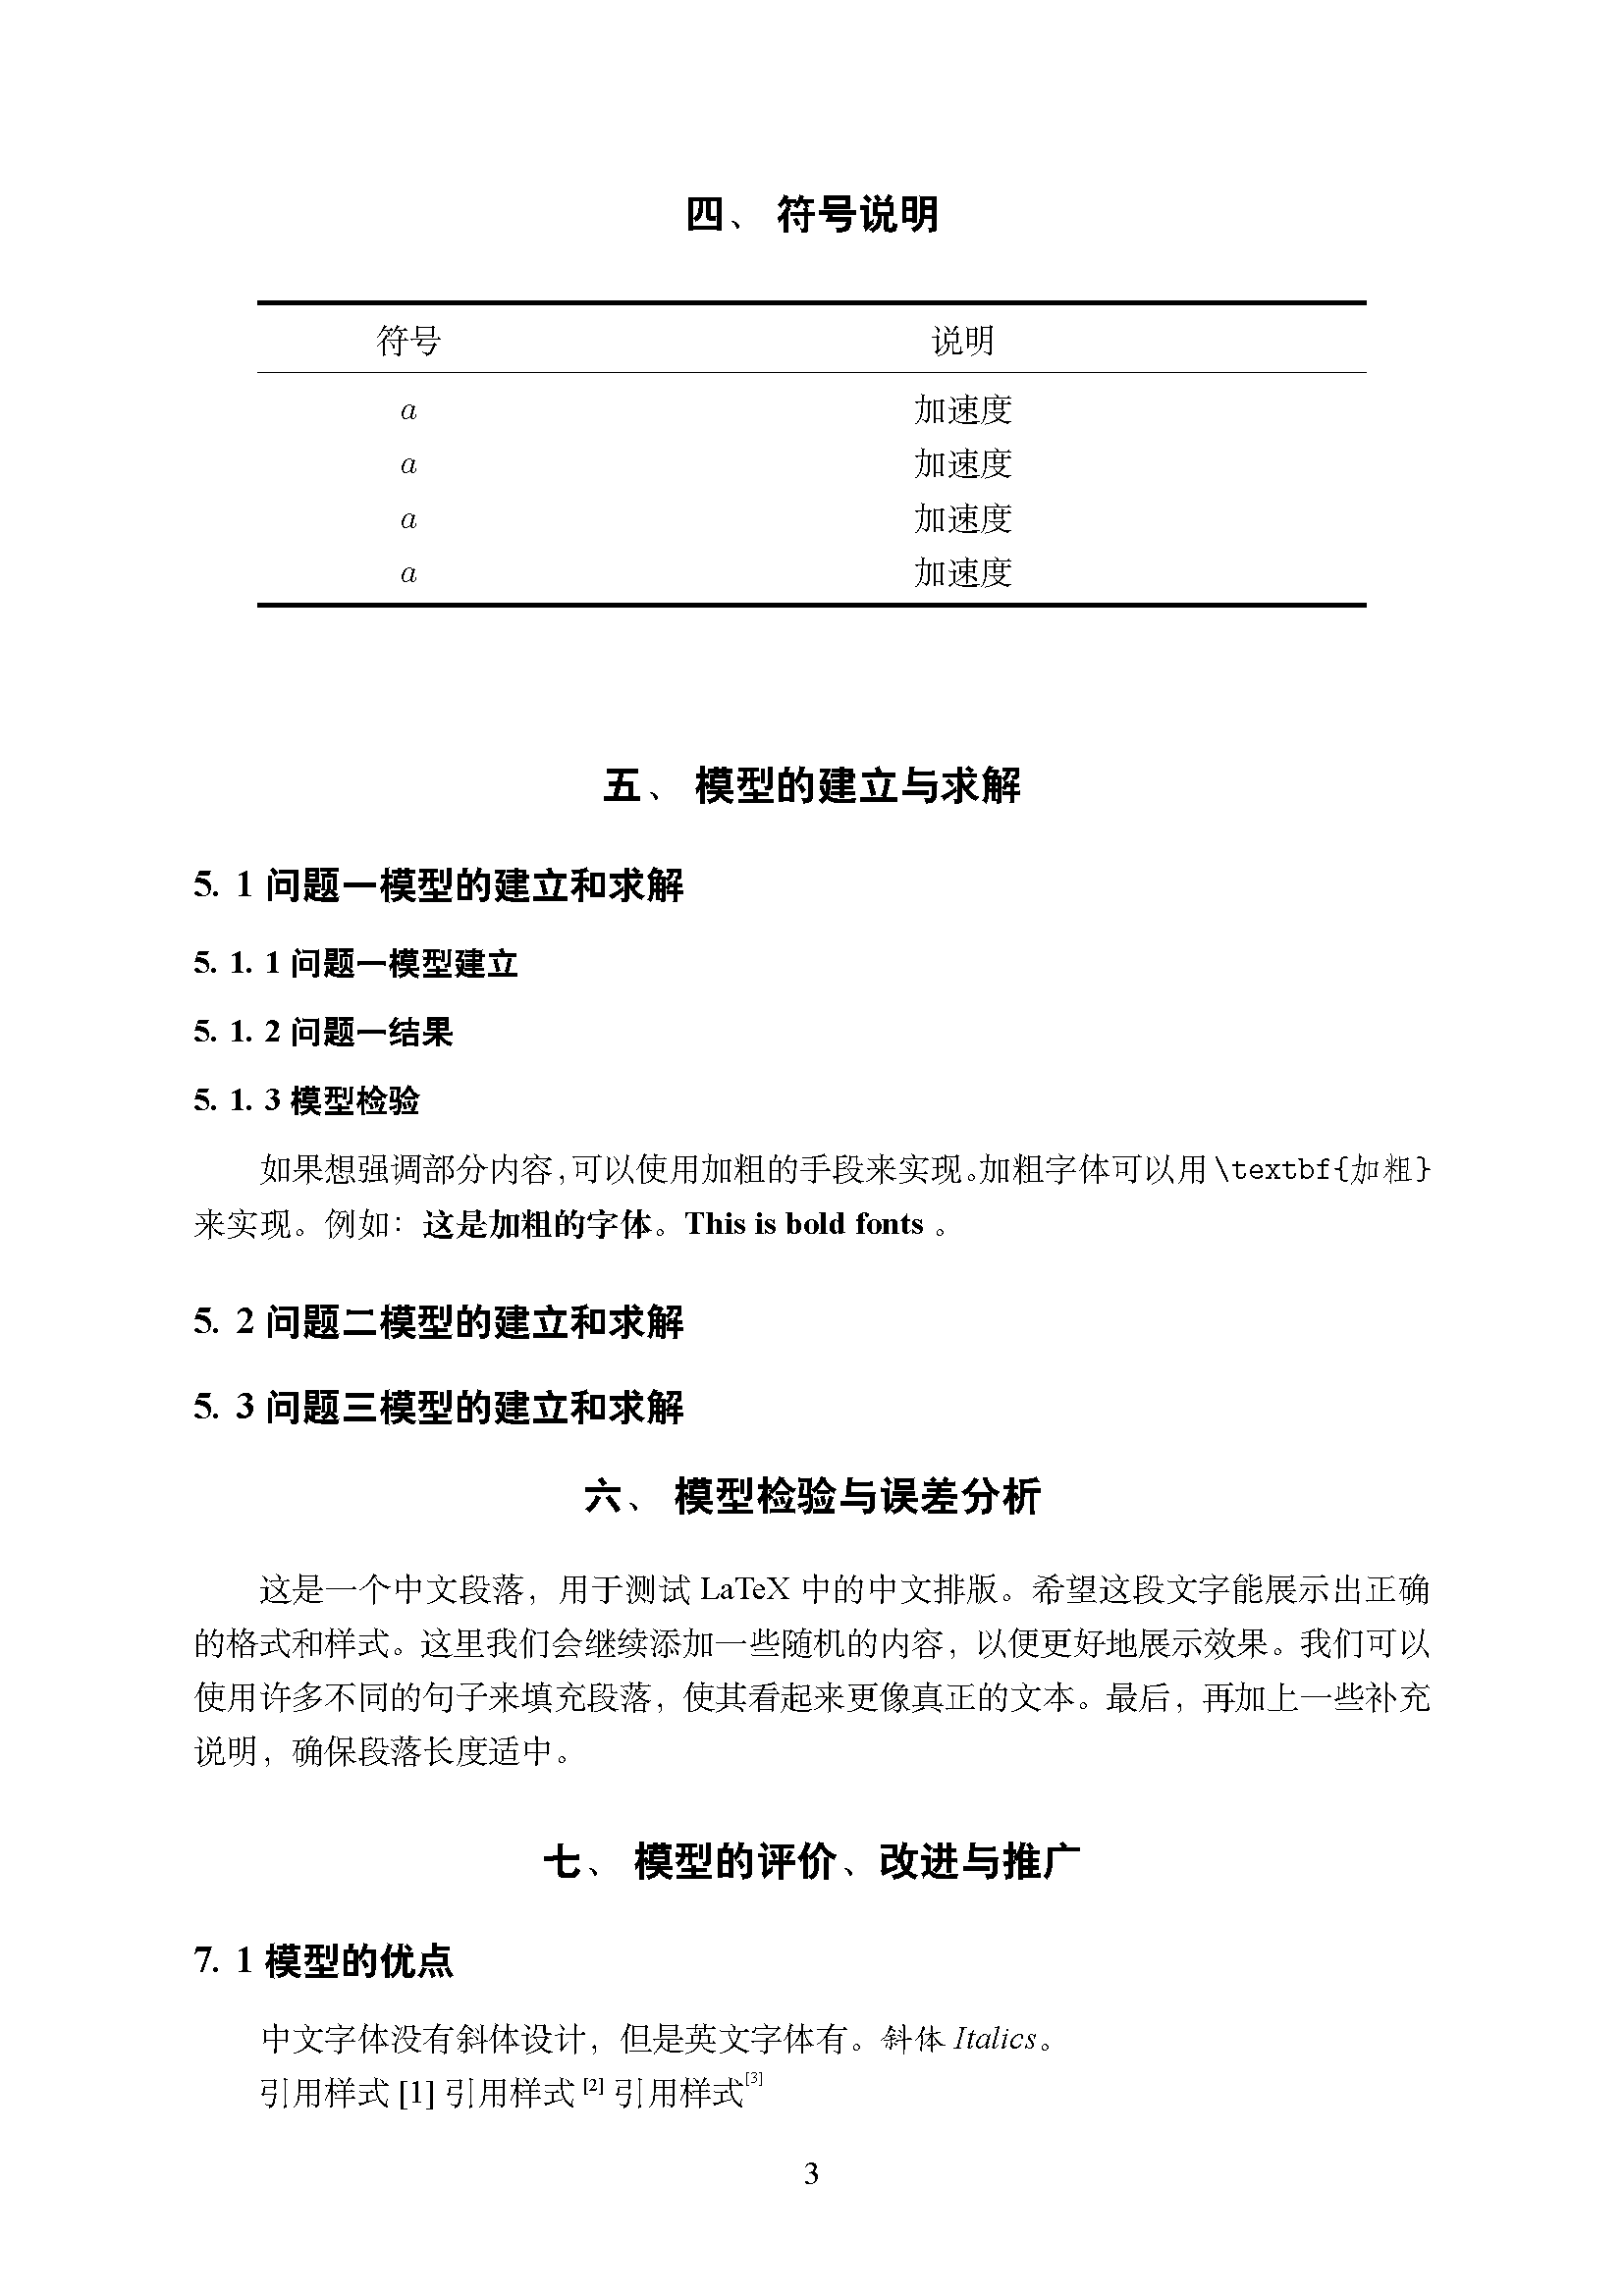 四、 符号说明
符号 说明
a 加速度
a 加速度
a 加速度
a 加速度
五、 模型的建立与求解
5. 1 问题一模型的建立和求解
5. 1. 1 问题一模型建立
5. 1. 2 问题一结果
5. 1. 3 模型检验
如果想强调部分内容,可以使用加粗的手段来实现。加粗字体可以用 \textbf{加粗}
来实现。例如：这是加粗的字体。This is bold fonts 。
5. 2 问题二模型的建立和求解
5. 3 问题三模型的建立和求解
六、 模型检验与误差分析
这是一个中文段落，用于测试 LaTeX 中的中文排版。希望这段文字能展示出正确
的格式和样式。这里我们会继续添加一些随机的内容，以便更好地展示效果。我们可以
使用许多不同的句子来填充段落，使其看起来更像真正的文本。最后，再加上一些补充
说明，确保段落长度适中。
七、 模型的评价、改进与推广
7. 1 模型的优点
中文字体没有斜体设计，但是英文字体有。斜体 Italics。
引用样式 [1] 引用样式 [2] 引用样式[3]
3